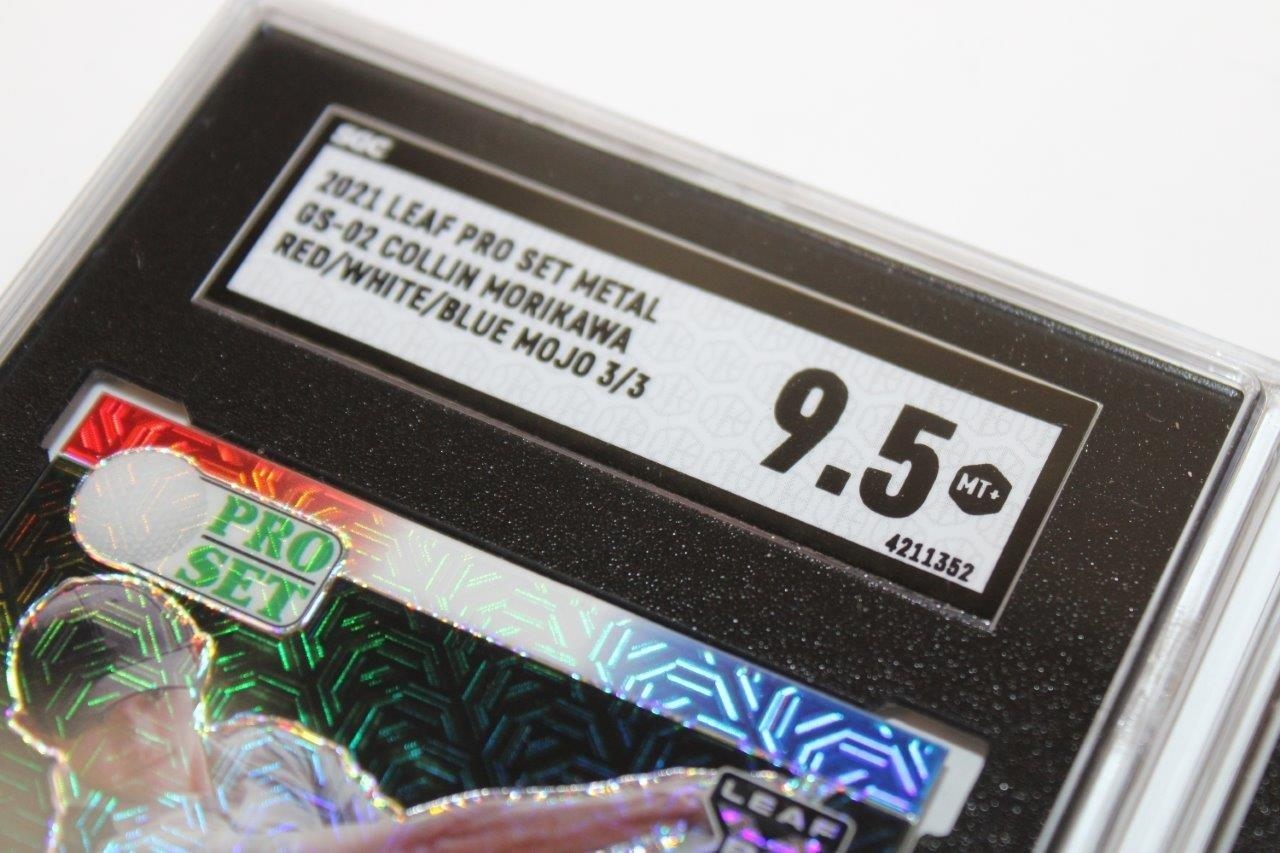 SGC
2021 LEAF PRO SET METAL
GS-02 COLLIN MORIKAWA
RED/WHITE/BLUE MOJO 3/3
9.5
MT+
4211352
PRO
SET
LEAF